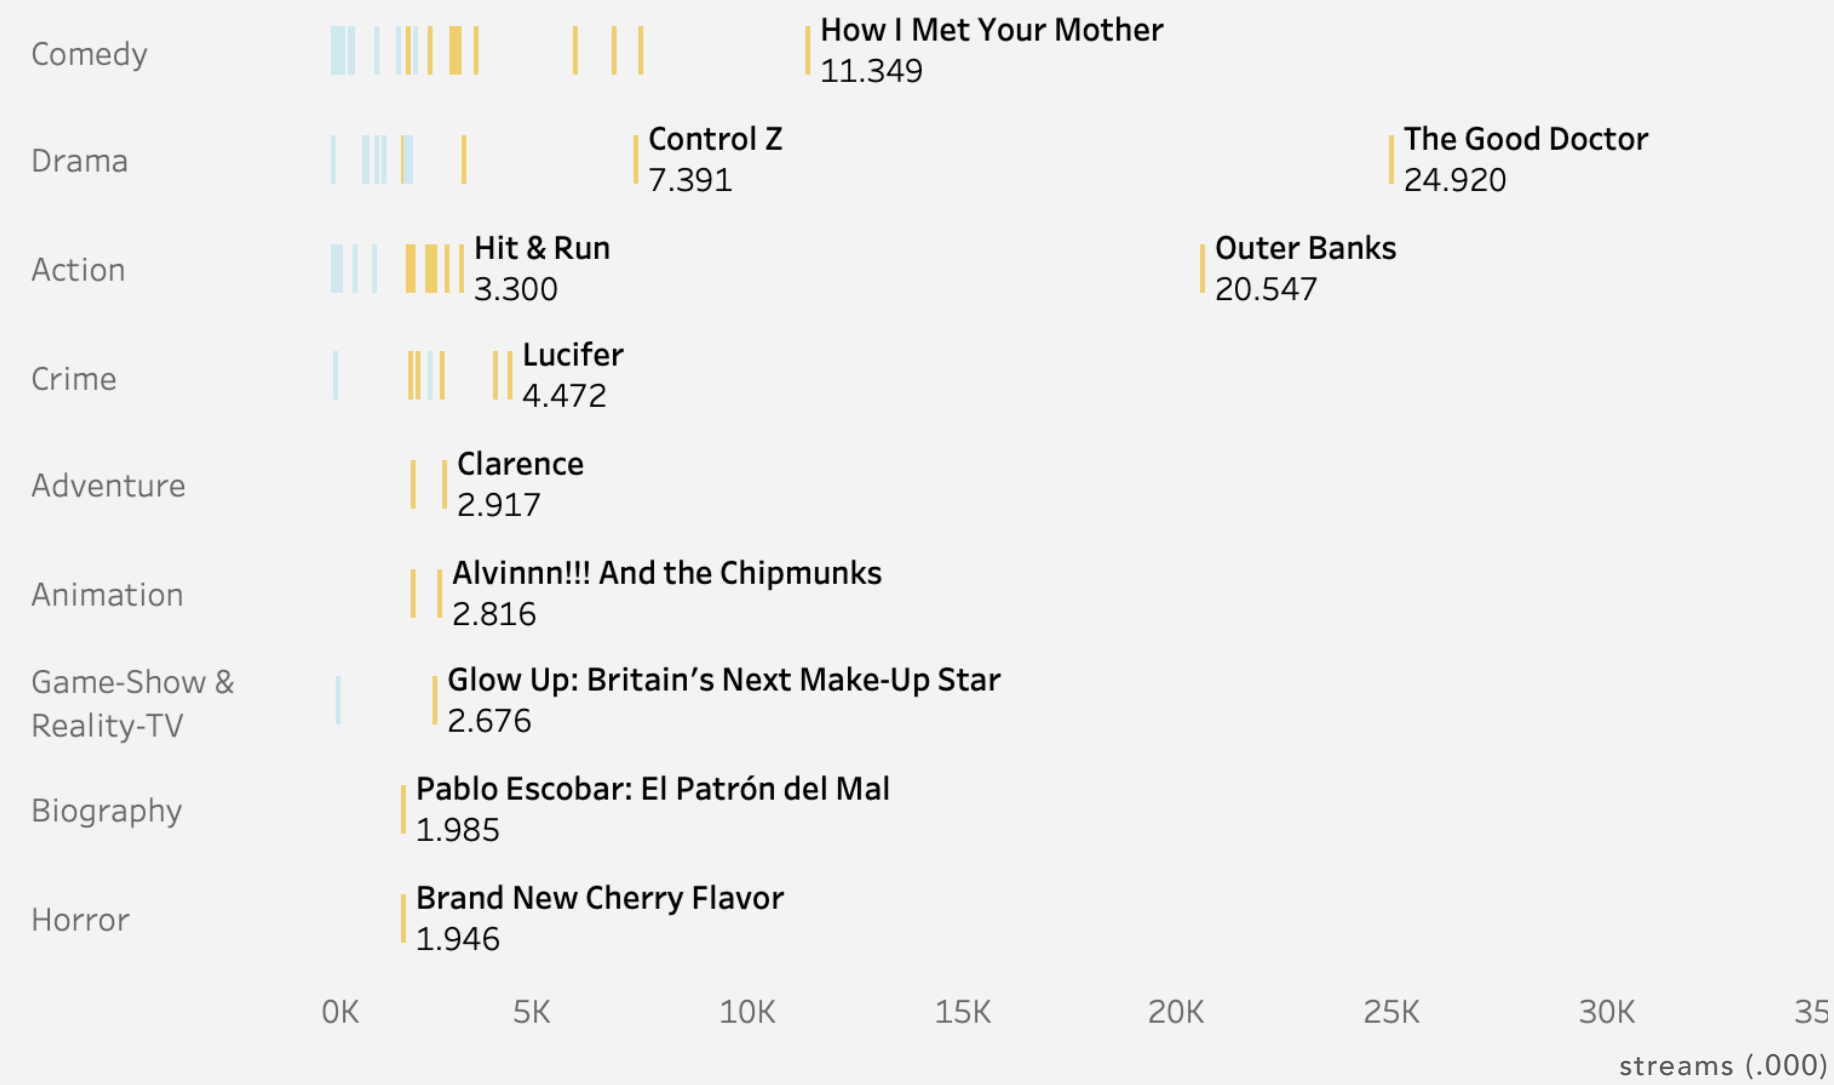 Comedy
How I Met Your Mother
11.349
Drama
Control Z
7.391
The Good Doctor
24.920
Action
Hit & Run
3.300
Outer Banks
20.547
Crime
Lucifer
4.472
Adventure
Clarence
2.917
Animation
Alvinnn!!! And the Chipmunks
2.816
Game-Show &
Reality-TV
Glow Up: Britain’s Next Make-Up Star
2.676
Biography
Pablo Escobar: El Patrón del Mal
1.985
Horror
Brand New Cherry Flavor
1.946
0K 5K 10K 15K 20K 25K 30K 35
streams (.000)